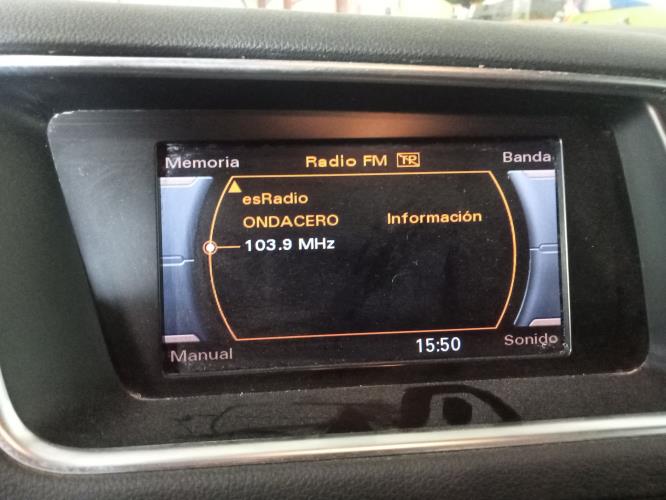 Memoria Radio FM TP Banda
esRadio
ONDACERO Información
103.9 MHz
Manual 15:50 Sonido